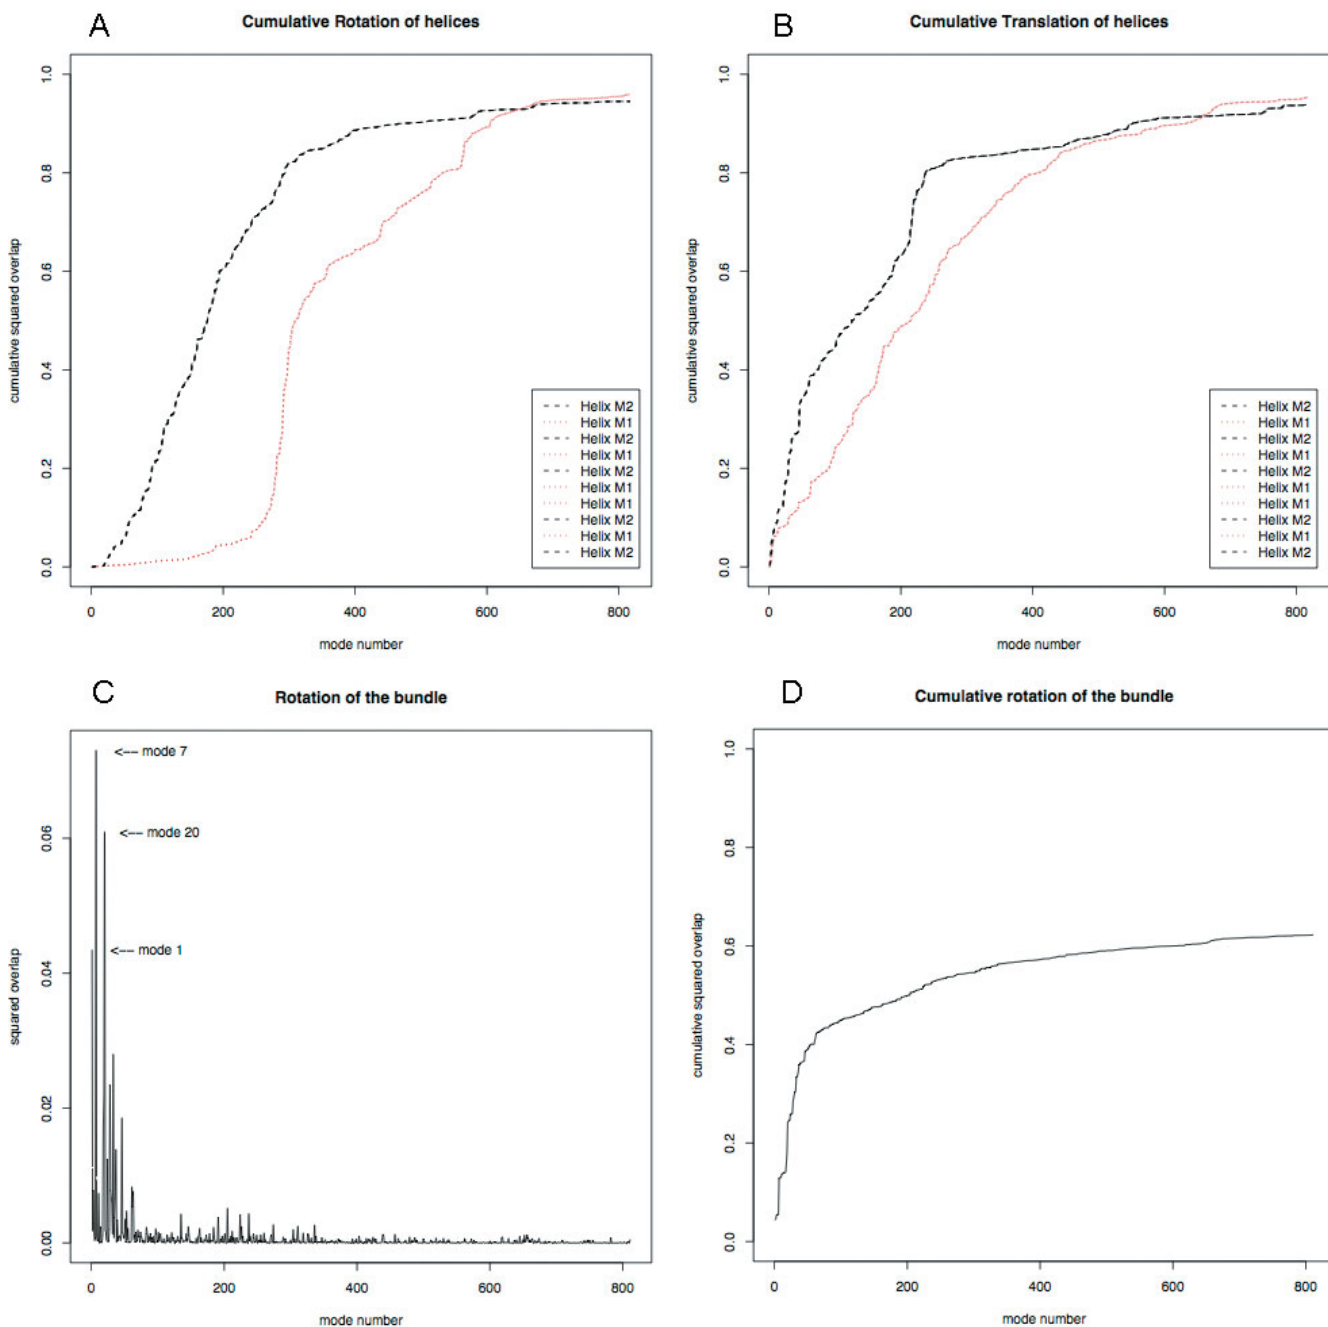 A
Cumulative Rotation of helices
cumulative squared overlap
1.0
0.8
0.6
0.4
0.2
0.0
Helix M2
Helix M1
Helix M2
Helix M1
Helix M2
Helix M1
Helix M1
Helix M2
Helix M1
Helix M2
0
200
400
600
800
mode number
B
Cumulative Translation of helices
cumulative squared overlap
1.0
0.8
0.6
0.4
0.2
0.0
Helix M2
Helix M1
Helix M2
Helix M1
Helix M2
Helix M1
Helix M1
Helix M2
Helix M1
Helix M2
0
200
400
600
800
mode number
C
Rotation of the bundle
squared overlap
0.06
0.04
0.02
0.00
<-- mode 7
<-- mode 20
<-- mode 1
0
200
400
600
800
mode number
D
Cumulative rotation of the bundle
cumulative squared overlap
1.0
0.8
0.6
0.4
0.2
0.0
0
200
400
600
800
mode number